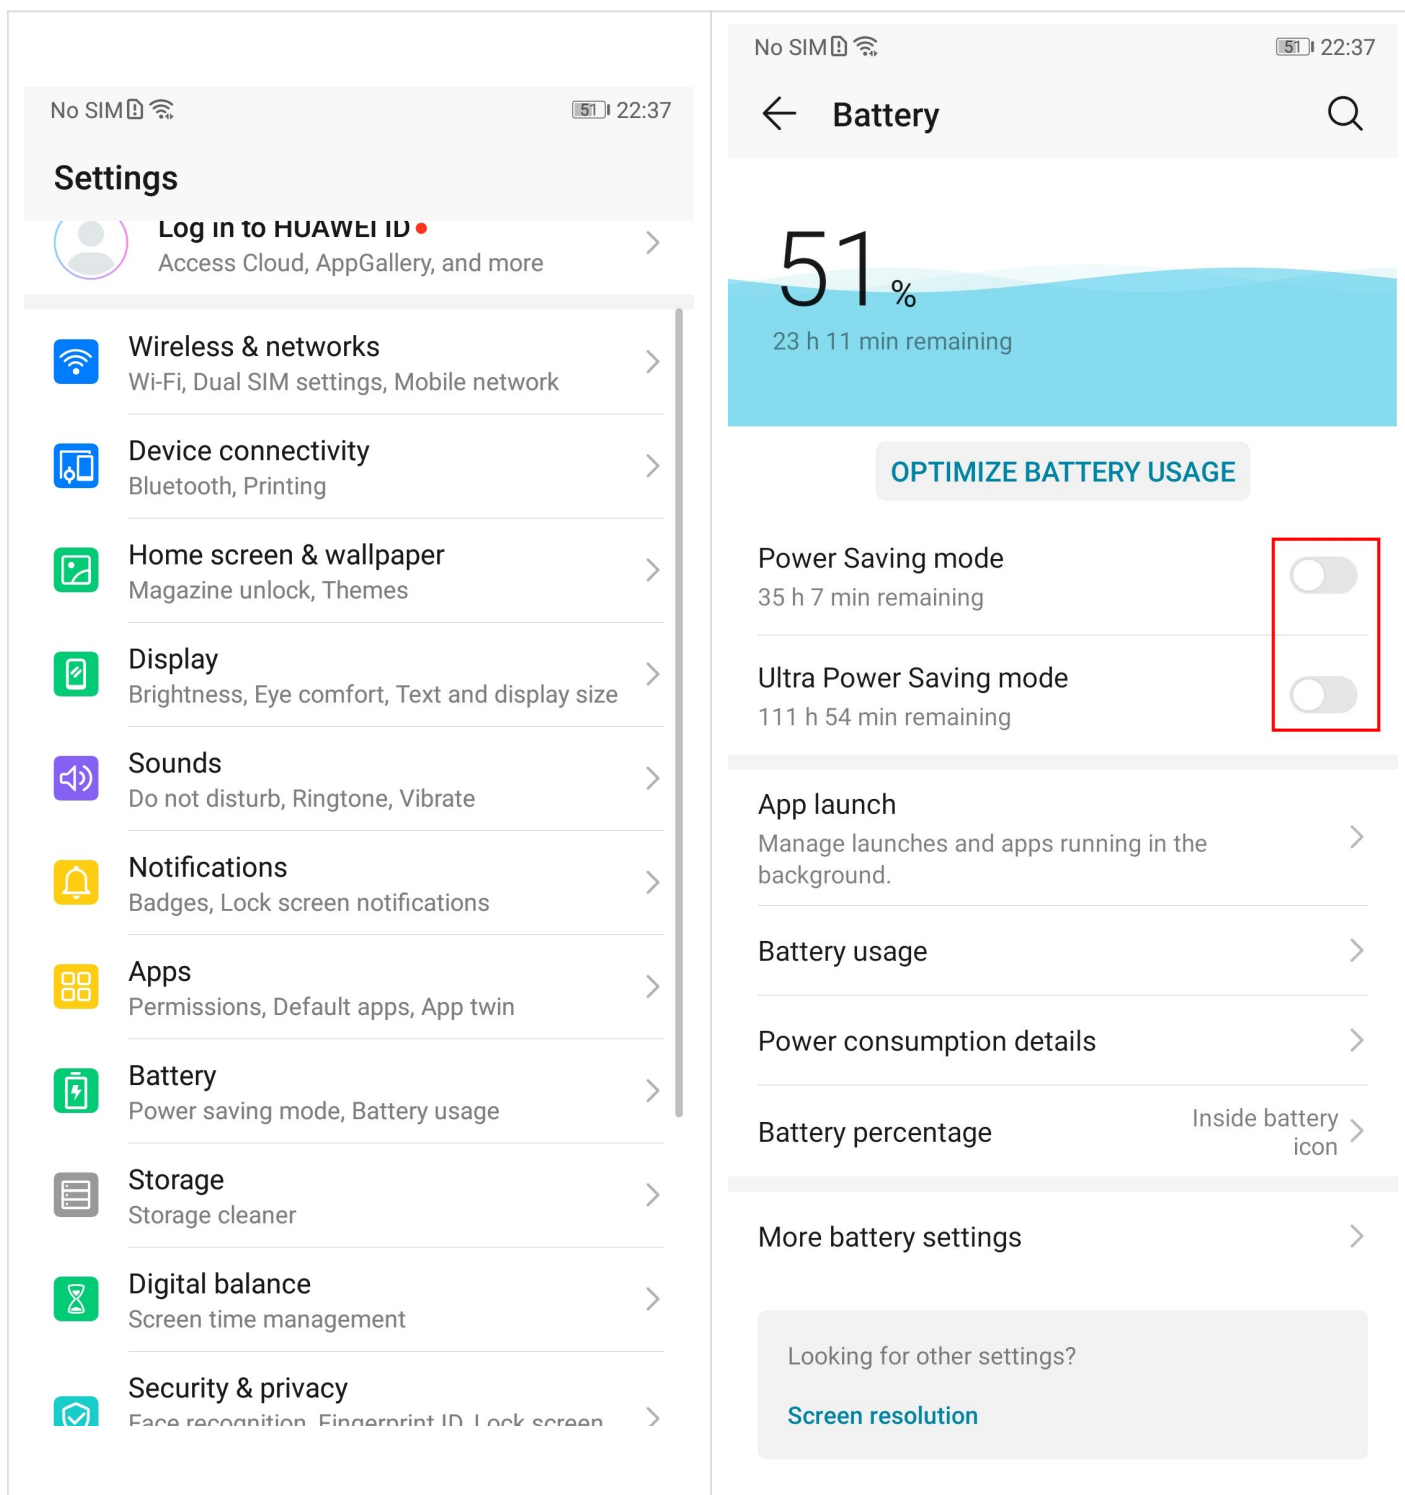 No SIM
51 22:37
Settings
Log in to HUAWEI ID
Access Cloud, AppGallery, and more
Wireless & networks
Wi-Fi, Dual SIM settings, Mobile network
Device connectivity
Bluetooth, Printing
Home screen & wallpaper
Magazine unlock, Themes
Display
Brightness, Eye comfort, Text and display size
Sounds
Do not disturb, Ringtone, Vibrate
Notifications
Badges, Lock screen notifications
Apps
Permissions, Default apps, App twin
Battery
Power saving mode, Battery usage
Storage
Storage cleaner
Digital balance
Screen time management
Security & privacy
Face recognition, Fingerprint ID, Lock screen
No SIM
51 22:37
Battery
51 %
23 h 11 min remaining
OPTIMIZE BATTERY USAGE
Power Saving mode
35 h 7 min remaining
Ultra Power Saving mode
111 h 54 min remaining
App launch
Manage launches and apps running in the
background.
Battery usage
Power consumption details
Battery percentage
Inside battery
icon
More battery settings
Looking for other settings?
Screen resolution